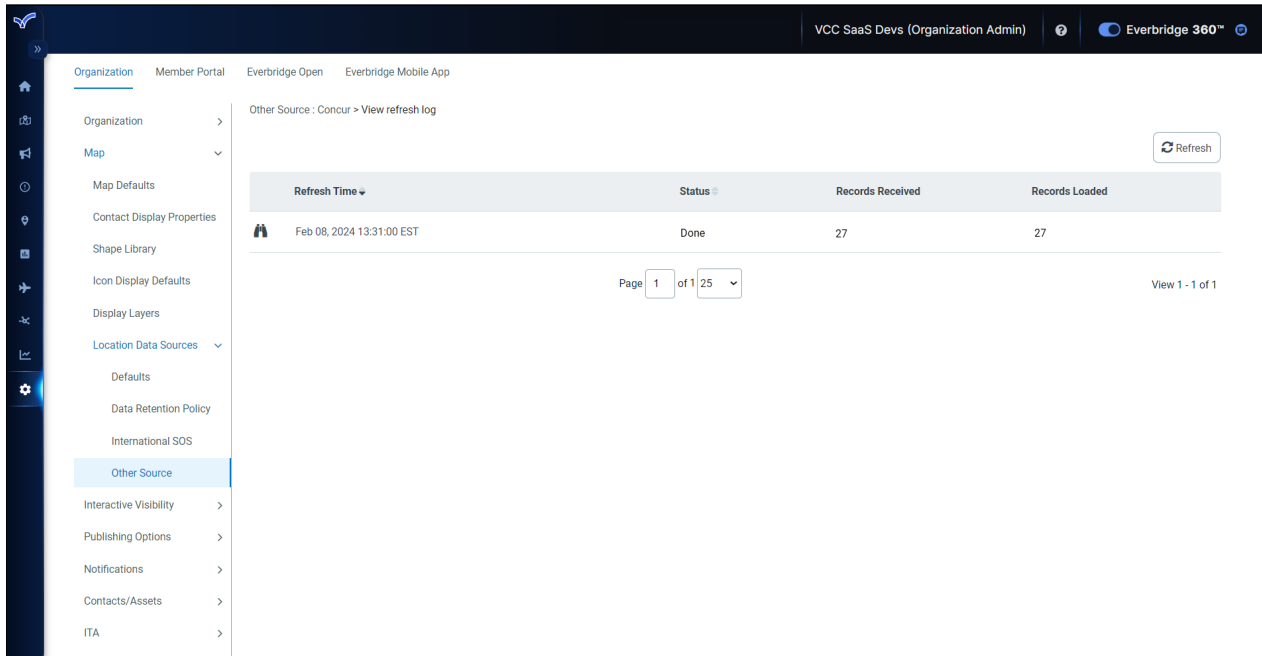 VCC SaaS Devs (Organization Admin)
Everbridge 360™
Organization Member Portal Everbridge Open Everbridge Mobile App
Other Source : Concur > View refresh log
Organization
Map
Map Defaults
Contact Display Properties
Shape Library
Icon Display Defaults
Display Layers
Location Data Sources
Defaults
Data Retention Policy
International SOS
Other Source
Interactive Visibility
Publishing Options
Notifications
Contacts/Assets
ITA
Refresh
Refresh Time Status Records Received Records Loaded
Feb 08, 2024 13:31:00 EST Done 27 27
Page 1 of 1 25 View 1 - 1 of 1